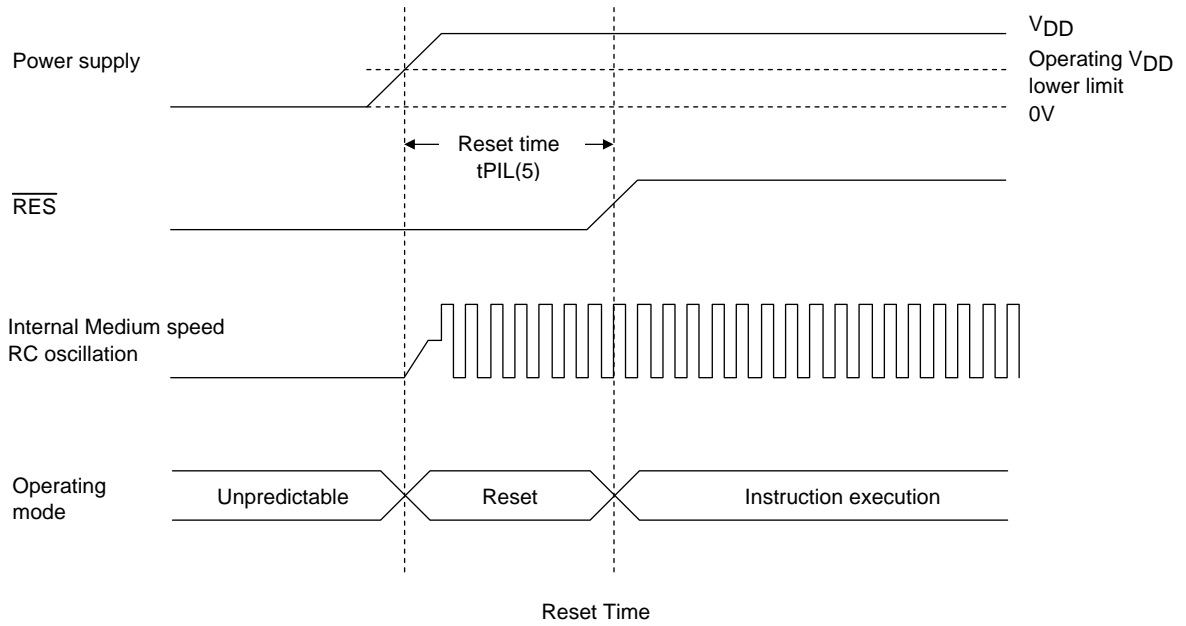 VDD
Power supply
Operating VDD
lower limit
0V
Reset time
tPIL(5)
RES
Internal Medium speed
RC oscillation
Operating
mode
Unpredictable
Reset
Instruction execution
Reset Time